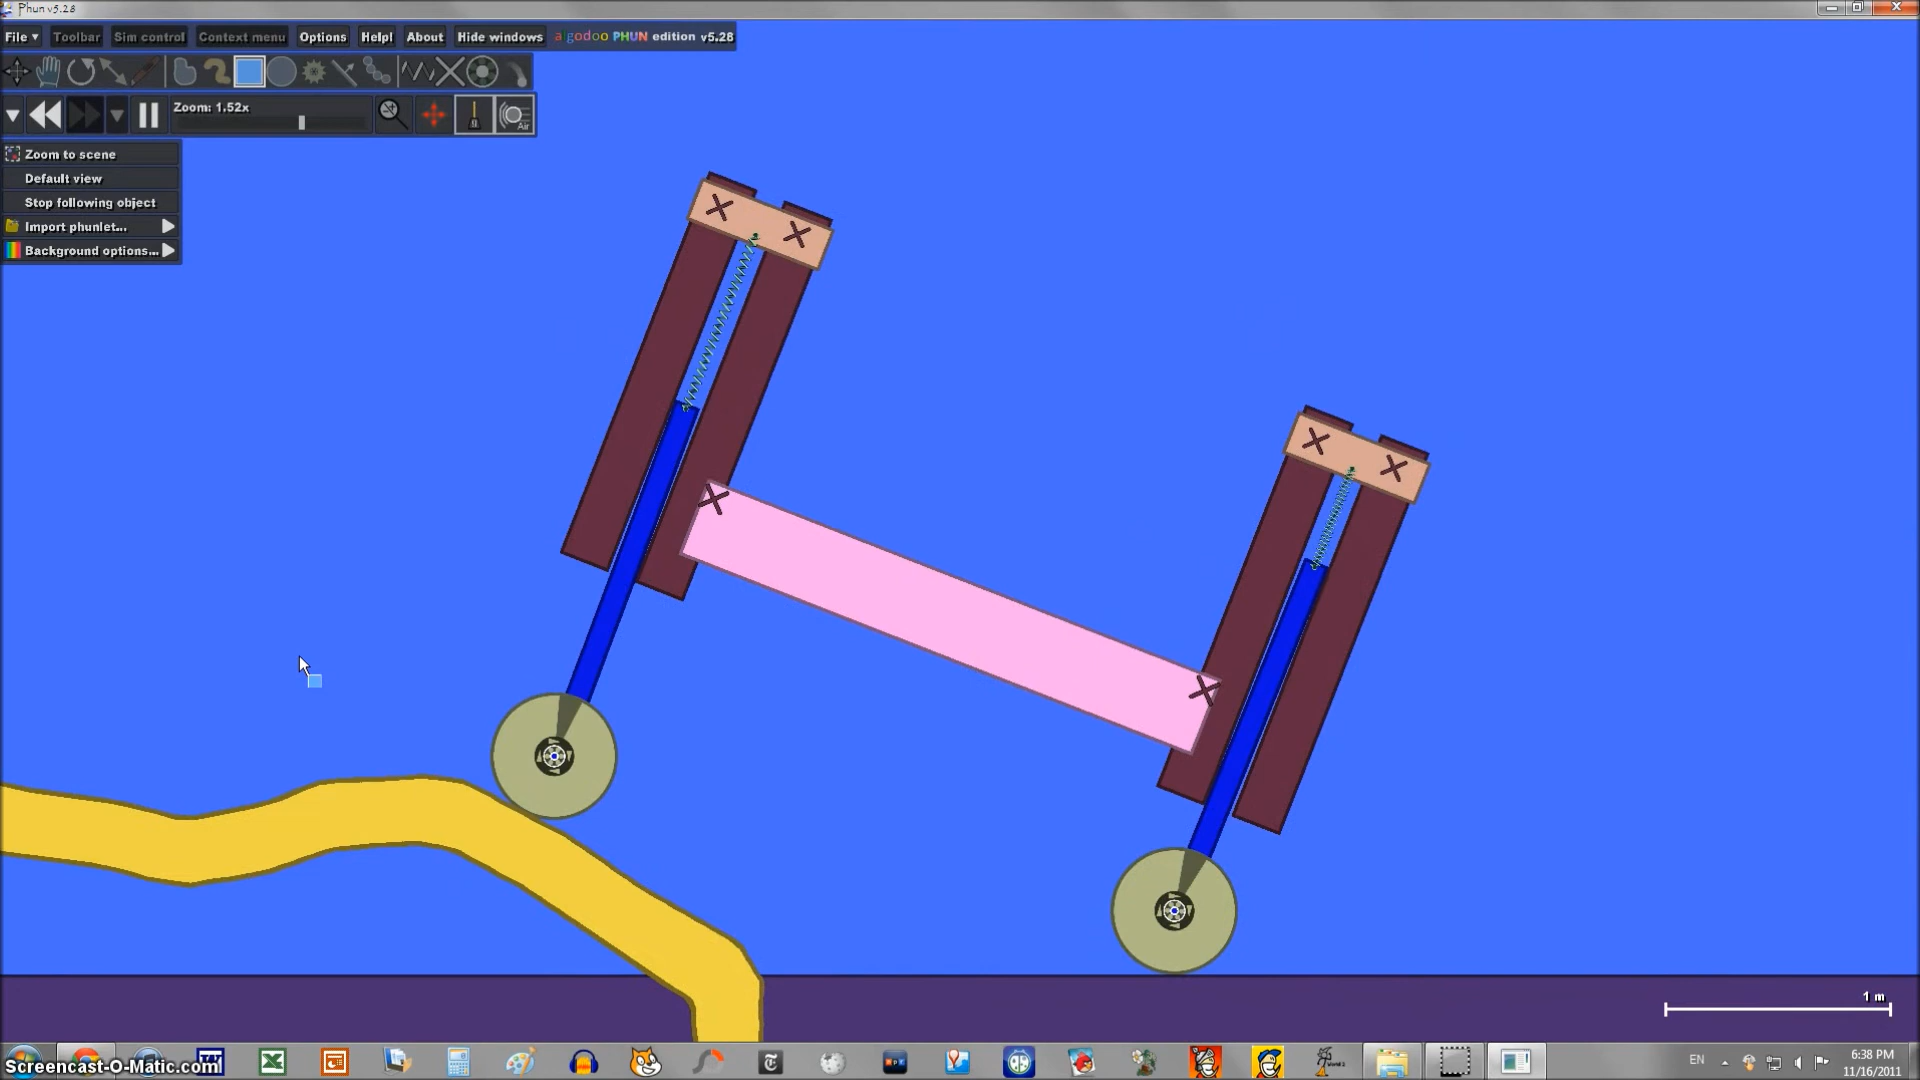 Phun v5.28
File Toolbar Sim control Context menu Options Help! About Hide windows algodoo PHUN edition v5.28
Zoom: 1.52x
Air
Zoom to scene
Default view
Stop following object
Import phunlet...
Background options...
1 m
EN
6:38 PM
11/16/2011
Screencast-O-Matic.com